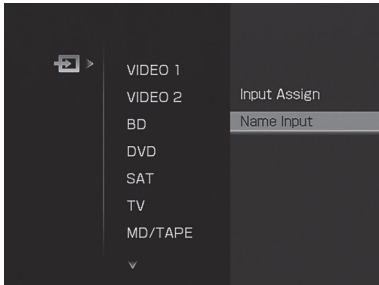 VIDEO 1
VIDEO 2
BD
DVD
SAT
TV
MD/TAPE
Input Assign
Name Input